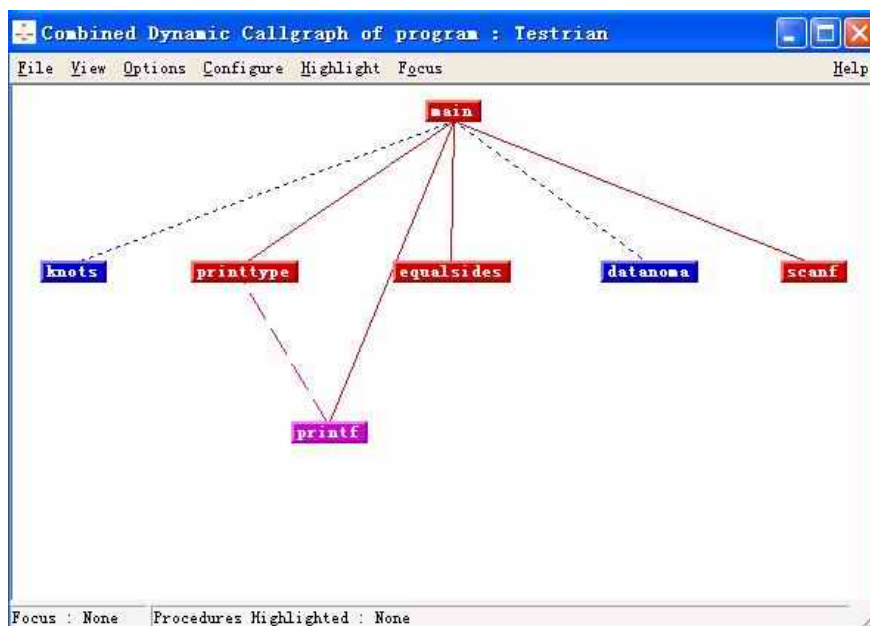 Combined Dynamic Callgraph of program : Testrian
File View Options Configure Highlight Focus Help
main
knots printtype equalsides datanoma scanf
printf
Focus : None Procedures Highlighted : None